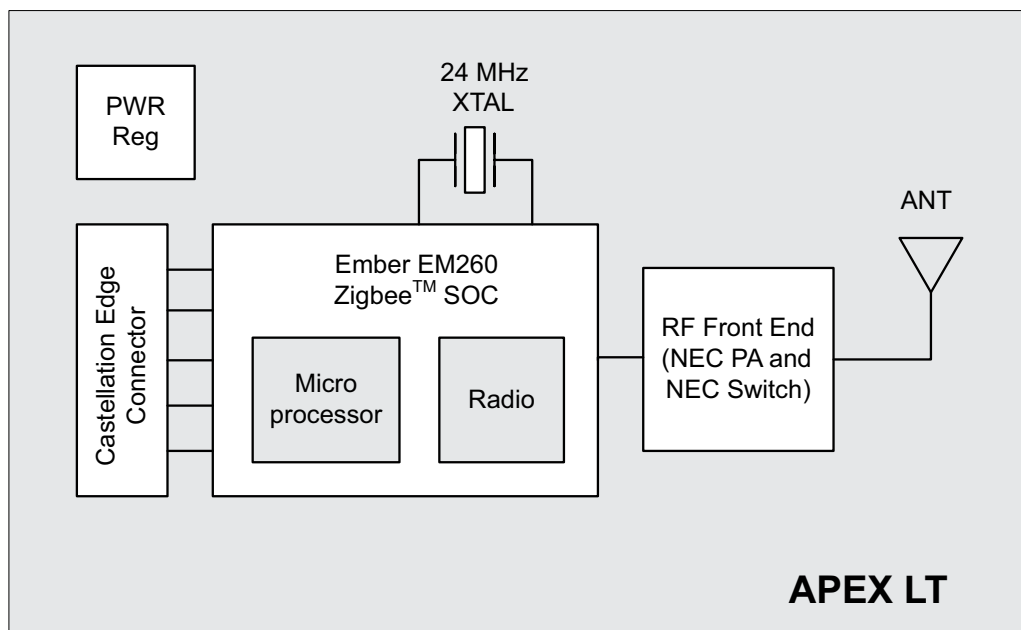 PWR
Reg
24 MHz
XTAL
ANT
Castellation Edge
Connector
Ember EM260
Zigbee™ SOC
Micro
processor
Radio
RF Front End
(NEC PA and
NEC Switch)
APEX LT